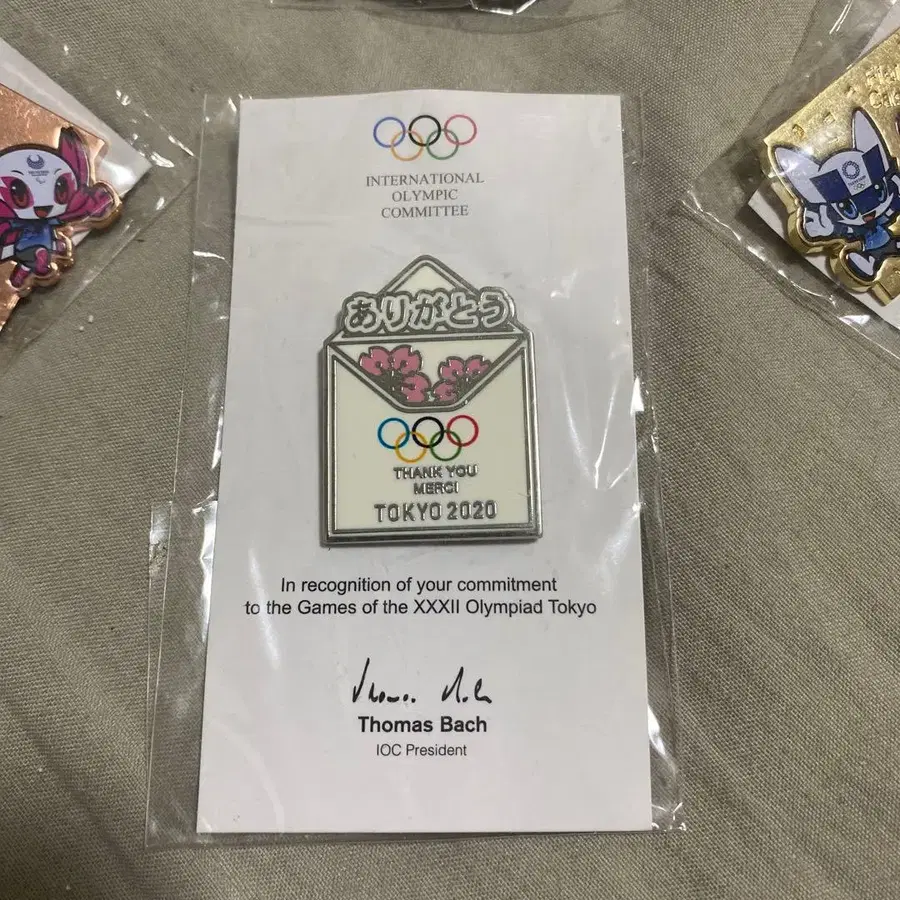 INTERNATIONAL
OLYMPIC
COMMITTEE
ありがとう
THANK YOU
MERCI
TOKYO 2020
In recognition of your commitment
to the Games of the XXXII Olympiad Tokyo
Thomas Bach
IOC President